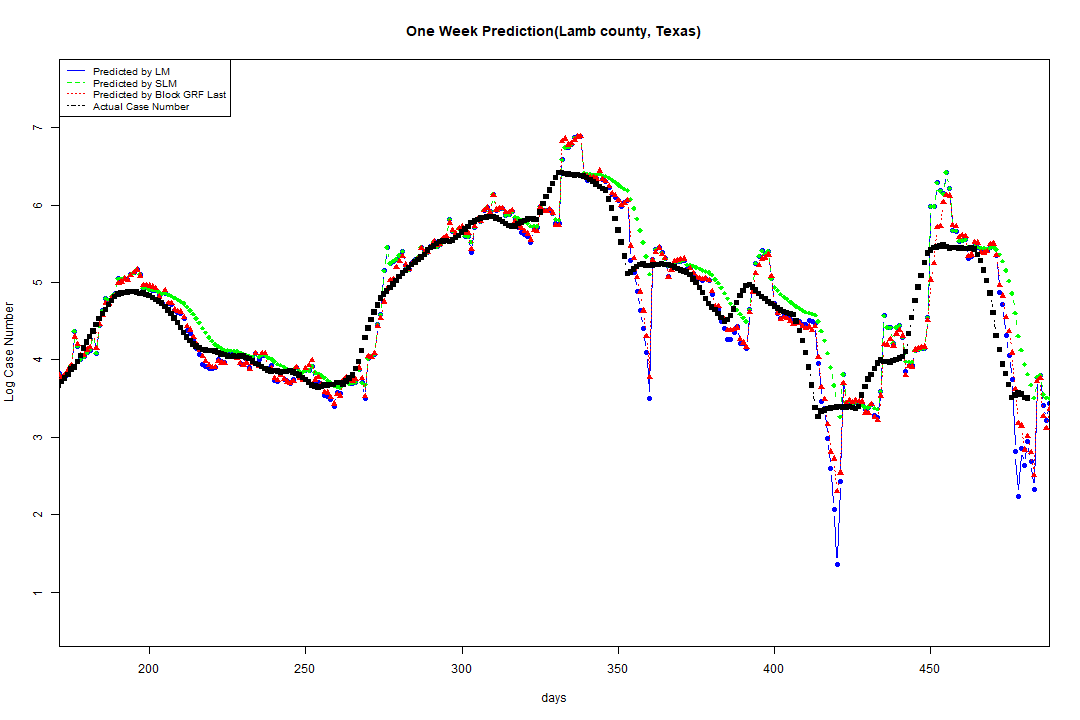 One Week Prediction(Lamb county, Texas)
Predicted by LM
Predicted by SLM
Predicted by Block GRF Last
Actual Case Number
7
6
5
4
3
2
1
Log Case Number
200 250 300 350 400 450
days